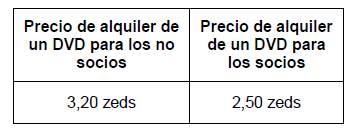 Precio de alquiler de
un DVD para los no
socios
Precio de alquiler
de un DVD para
los socios
3,20 zeds
2,50 zeds